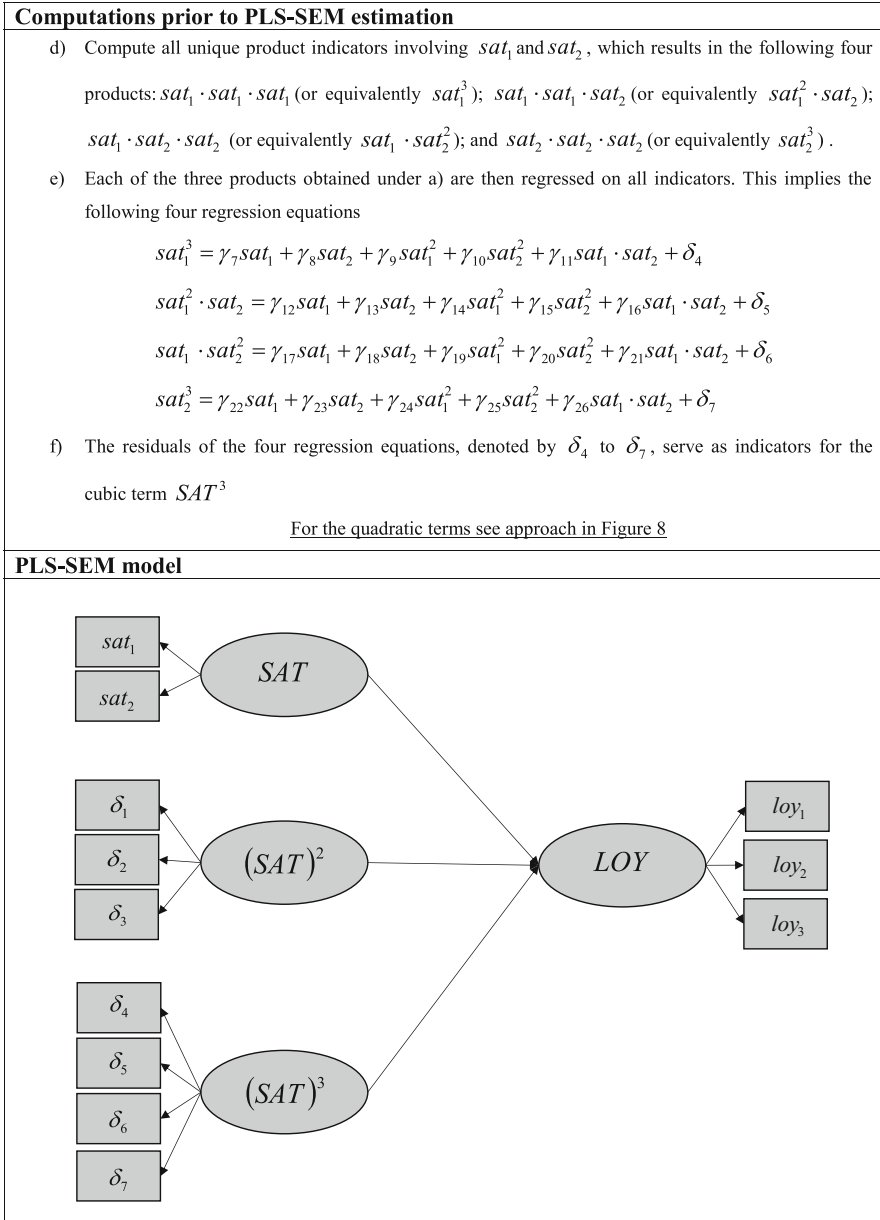 Computations prior to PLS-SEM estimation
d) Compute all unique product indicators involving sat₁ and sat₂, which results in the following four
products: sat₁ · sat₁ · sat₁ (or equivalently sat₁³); sat₁ · sat₁ · sat₂ (or equivalently sat₁² · sat₂);
sat₁ · sat₂ · sat₂ (or equivalently sat₁ · sat₂²); and sat₂ · sat₂ · sat₂ (or equivalently sat₂³) .
e) Each of the three products obtained under a) are then regressed on all indicators. This implies the
following four regression equations
sat₁³ = γ₇sat₁ + γ₈sat₂ + γ₉sat₁² + γ₁₀sat₂² + γ₁₁sat₁ · sat₂ + δ₄
sat₁² · sat₂ = γ₁₂sat₁ + γ₁₃sat₂ + γ₁₄sat₁² + γ₁₅sat₂² + γ₁₆sat₁ · sat₂ + δ₅
sat₁ · sat₂² = γ₁₇sat₁ + γ₁₈sat₂ + γ₁₉sat₁² + γ₂₀sat₂² + γ₂₁sat₁ · sat₂ + δ₆
sat₂³ = γ₂₂sat₁ + γ₂₃sat₂ + γ₂₄sat₁² + γ₂₅sat₂² + γ₂₆sat₁ · sat₂ + δ₇
f) The residuals of the four regression equations, denoted by δ₄ to δ₇, serve as indicators for the
cubic term SAT³
For the quadratic terms see approach in Figure 8
PLS-SEM model
sat₁
sat₂
SAT
δ₁
δ₂
δ₃
(SAT)²
δ₄
δ₅
δ₆
δ₇
(SAT)³
LOY
loy₁
loy₂
loy₃